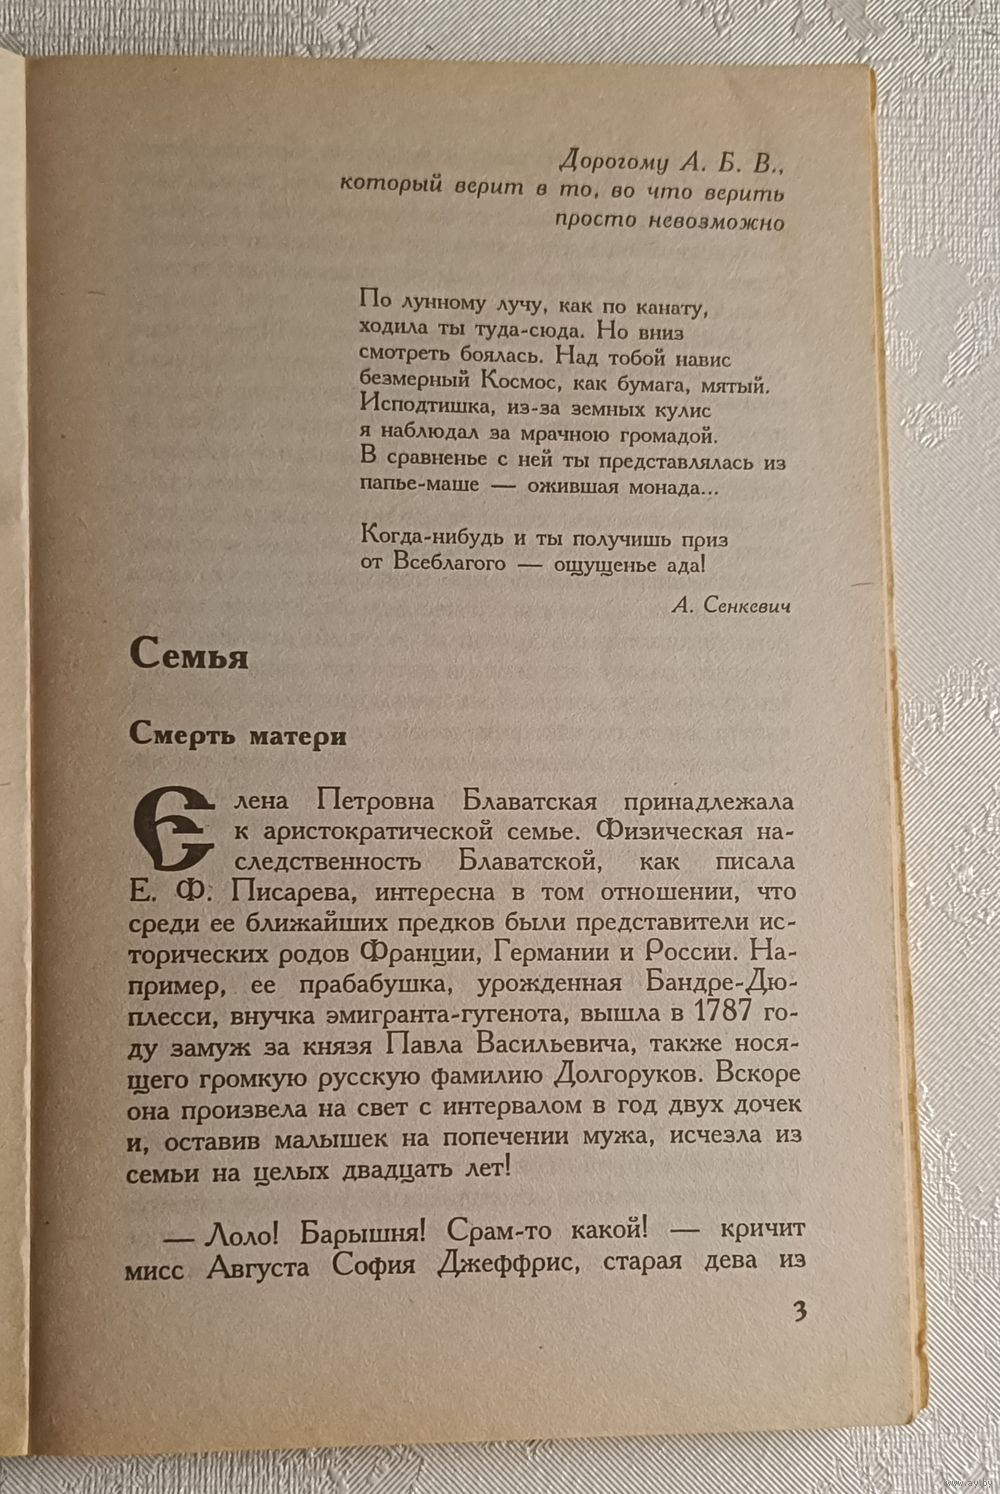 Дорогому А. Б. В.,
который верит в то, во что верить
просто невозможно
По лунному лучу, как по канату,
ходила ты туда-сюда. Но вниз
смотреть боялась. Над тобой навис
безмерный Космос, как бумага, мятый.
Исподтишка, из-за земных кулис
я наблюдал за мрачною громадой.
В сравненье с ней ты представлялась из
папье-маше — ожившая монада...
Когда-нибудь и ты получишь приз
от Всеблагого — ощущенье ада!
А. Сенкевич
Семья
Смерть матери
Елена Петровна Блаватская принадлежала
к аристократической семье. Физическая на-
следственность Блаватской, как писала
Е. Ф. Писарева, интересна в том отношении, что
среди ее ближайших предков были представители ис-
торических родов Франции, Германии и России. На-
пример, ее прабабушка, урожденная Бандре-Дю-
плесси, внучка эмигранта-гугенота, вышла в 1787 го-
ду замуж за князя Павла Васильевича, также нося-
щего громкую русскую фамилию Долгоруков. Вскоре
она произвела на свет с интервалом в год двух дочек
и, оставив малышек на попечении мужа, исчезла из
семьи на целых двадцать лет!
— Лоло! Барышня! Срам-то какой! — кричит
мисс Августа София Джеффрис, старая дева из
3
www.ay.by